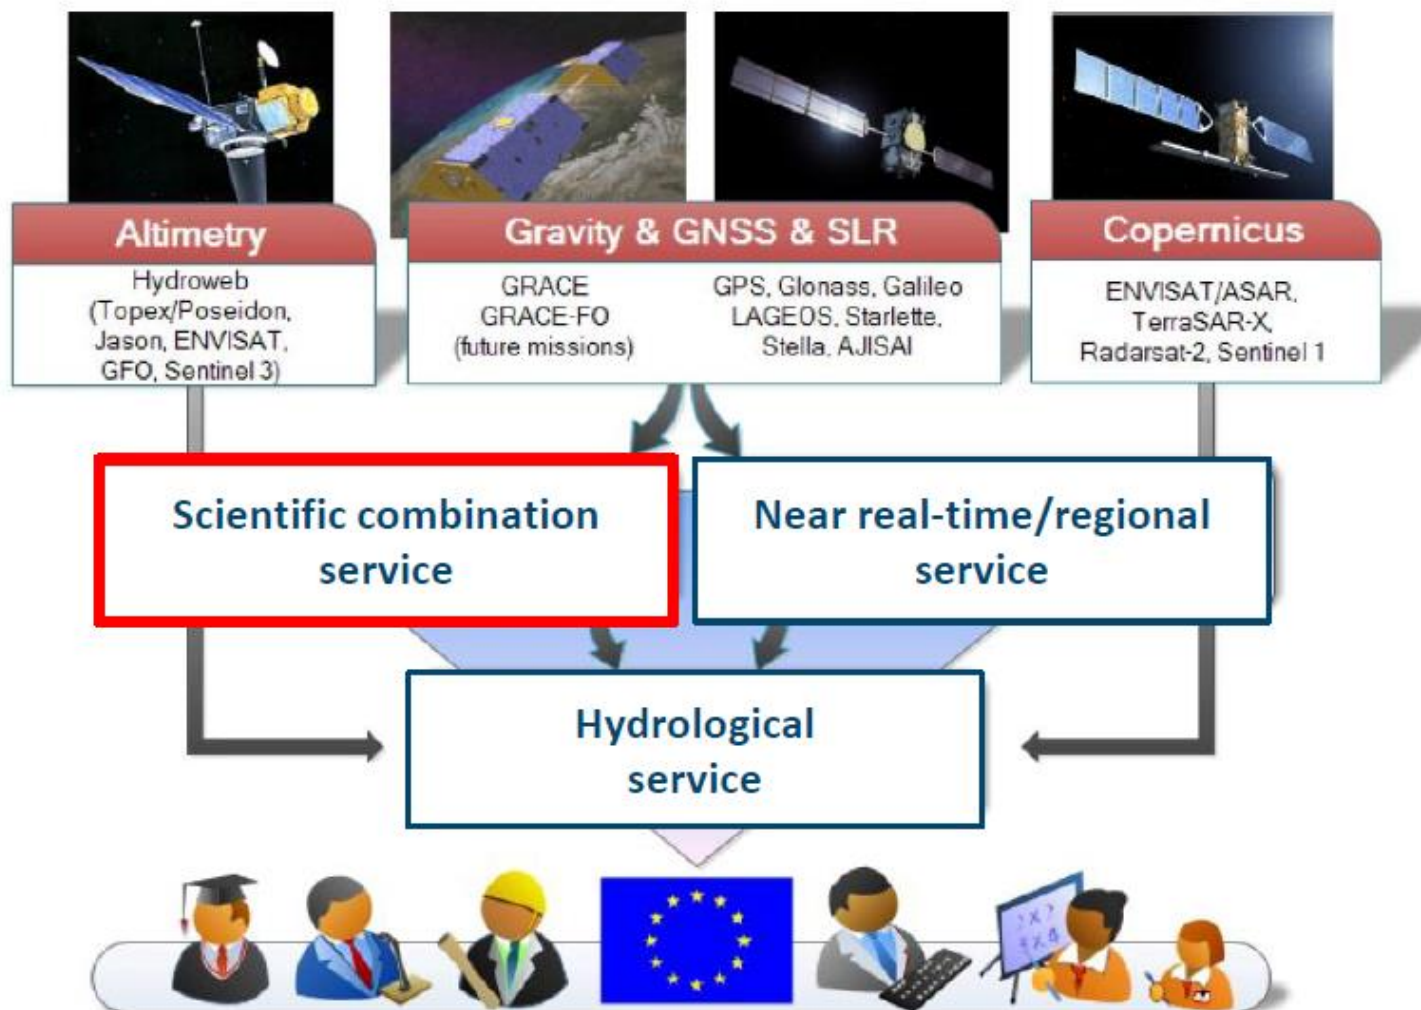 Altimetry
Hydroweb
(Topex/Poseidon,
Jason, ENVISAT,
GFO, Sentinel 3)
Gravity & GNSS & SLR
GRACE
GRACE-FO
(future missions)
GPS, Glonass, Galileo
LAGEOS, Starlette,
Stella, AJISAI
Copernicus
ENVISAT/ASAR,
TerraSAR-X,
Radarsat-2, Sentinel 1
Scientific combination
service
Near real-time/regional
service
Hydrological
service